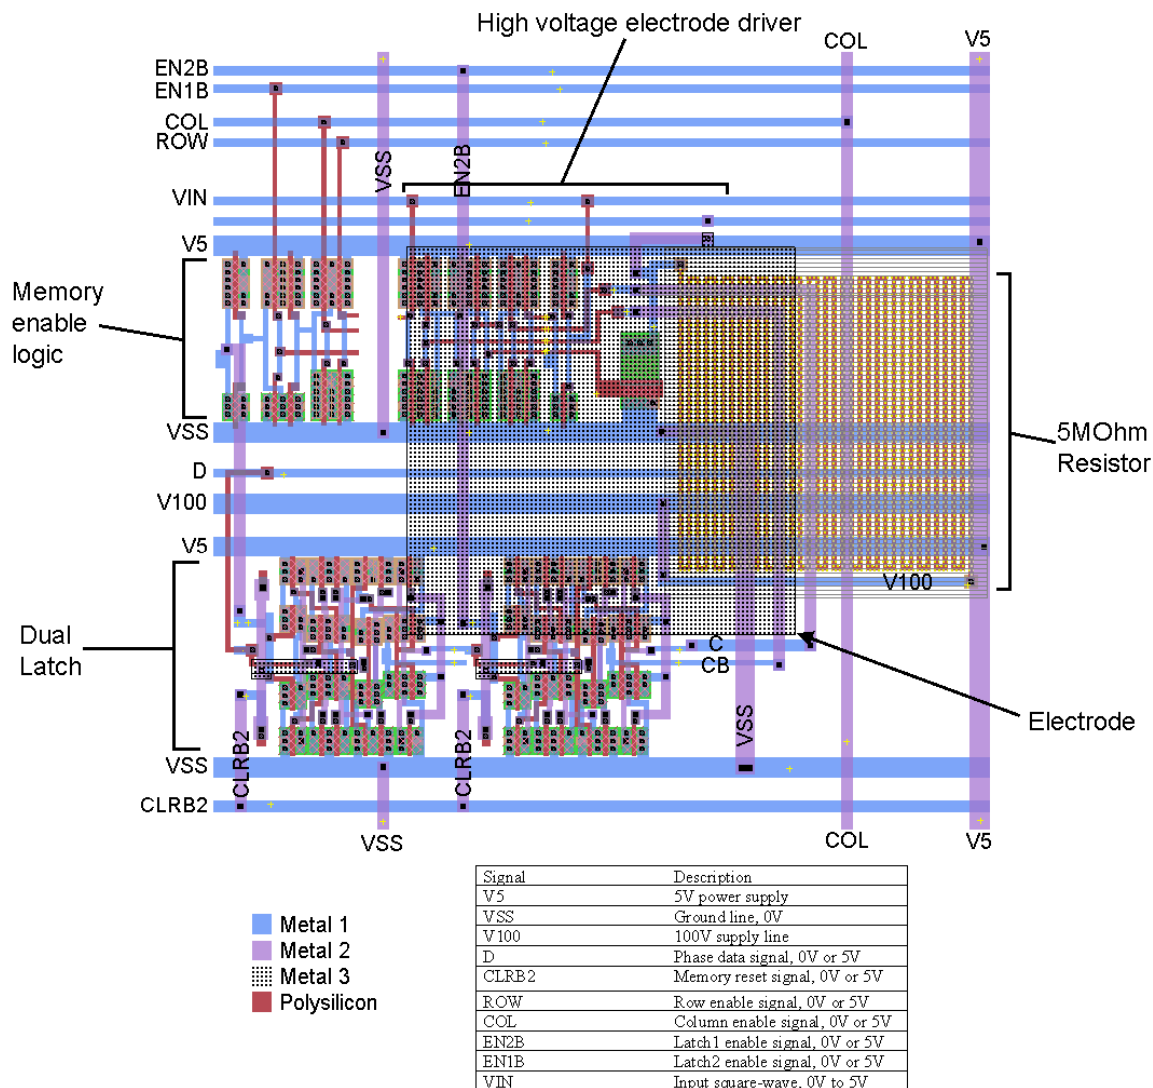 High voltage electrode driver
COL
V5
EN2B
EN1B
COL
ROW
VSS
EN2B
VIN
V5
Memory
enable
logic
VSS
5MOhm
Resistor
D
V100
V5
V100
Dual
Latch
C
CB
Electrode
CLRB2
CLRB2
VSS
VSS
CLRB2
VSS
COL
V5
Metal 1
Metal 2
Metal 3
Polysilicon
Signal Description
V5 5V power supply
VSS Ground line, 0V
V100 100V supply line
D Phase data signal, 0V or 5V
CLRB2 Memory reset signal, 0V or 5V
ROW Row enable signal, 0V or 5V
COL Column enable signal, 0V or 5V
EN2B Latch1 enable signal, 0V or 5V
EN1B Latch2 enable signal, 0V or 5V
VIN Input square-wave, 0V to 5V